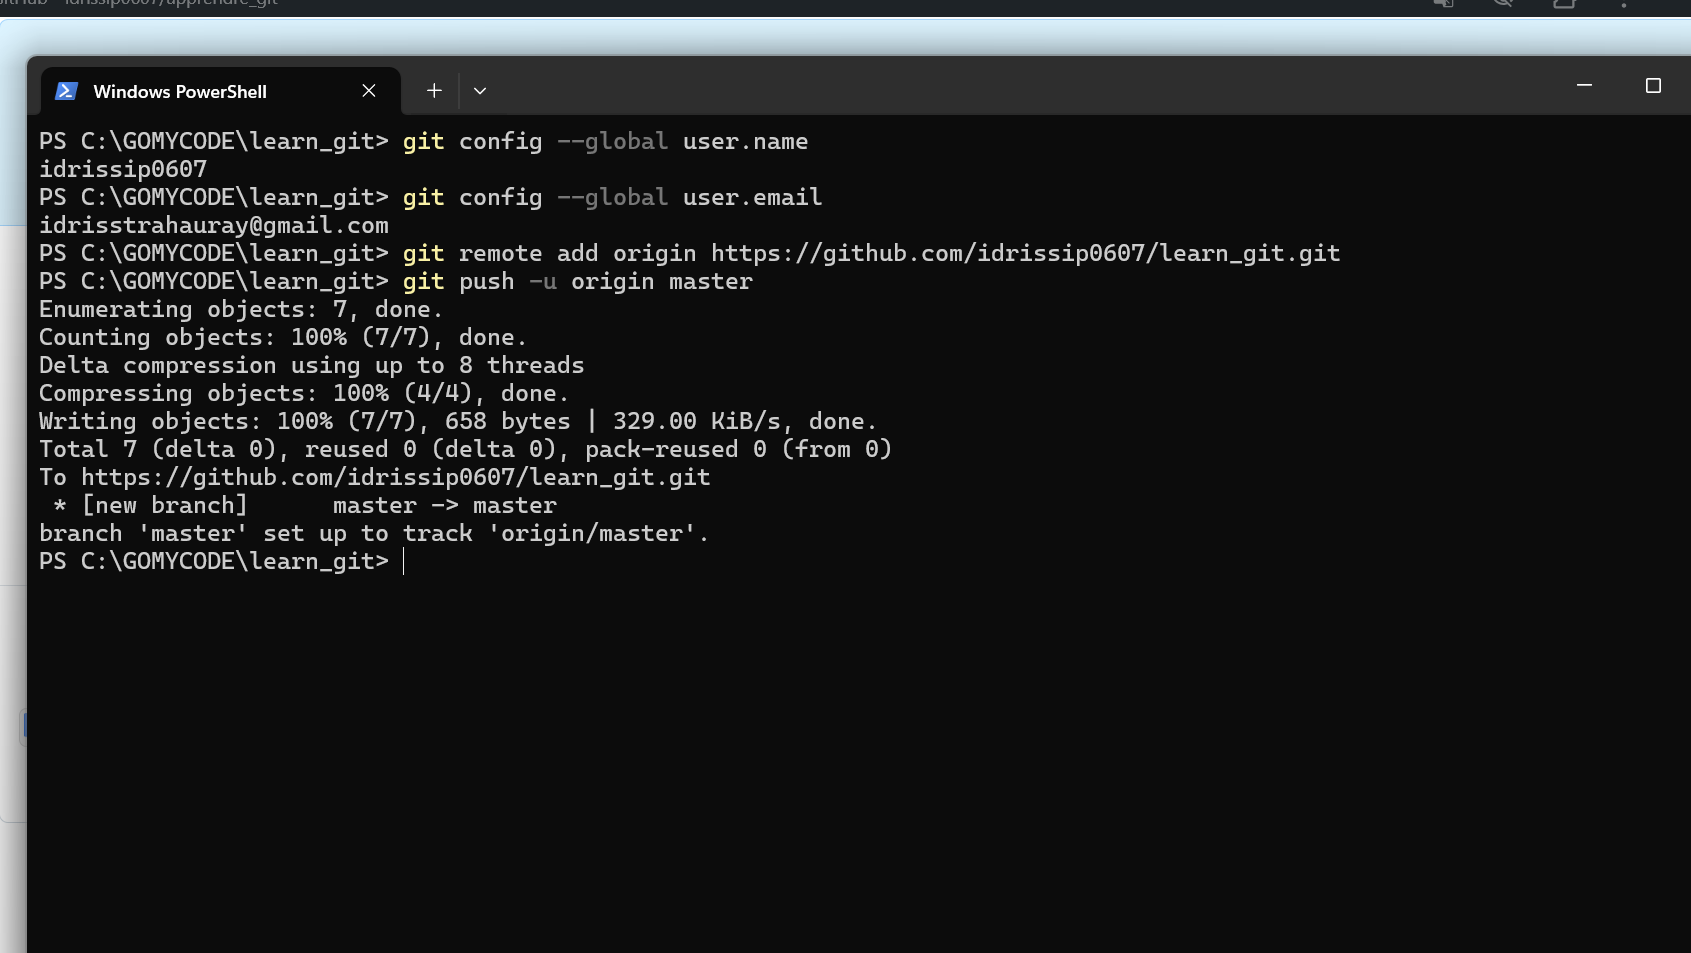 idrissip0607/apprendre_git
Windows PowerShell
PS C:\GOMYCODE\learn_git> git config --global user.name
idrissip0607
PS C:\GOMYCODE\learn_git> git config --global user.email
idrisstrahauray@gmail.com
PS C:\GOMYCODE\learn_git> git remote add origin https://github.com/idrissip0607/learn_git.git
PS C:\GOMYCODE\learn_git> git push -u origin master
Enumerating objects: 7, done.
Counting objects: 100% (7/7), done.
Delta compression using up to 8 threads
Compressing objects: 100% (4/4), done.
Writing objects: 100% (7/7), 658 bytes | 329.00 KiB/s, done.
Total 7 (delta 0), reused 0 (delta 0), pack-reused 0 (from 0)
To https://github.com/idrissip0607/learn_git.git
 * [new branch]      master -> master
branch 'master' set up to track 'origin/master'.
PS C:\GOMYCODE\learn_git>